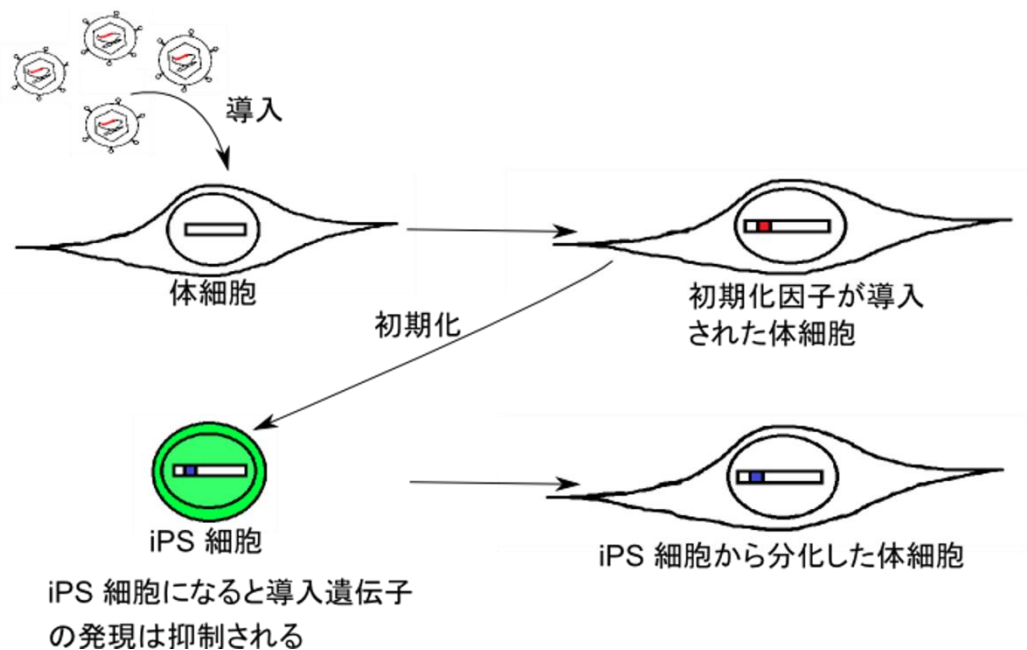 導入
体細胞
初期化因子が導入
された体細胞
初期化
iPS 細胞
iPS 細胞から分化した体細胞
iPS 細胞になると導入遺伝子
の発現は抑制される